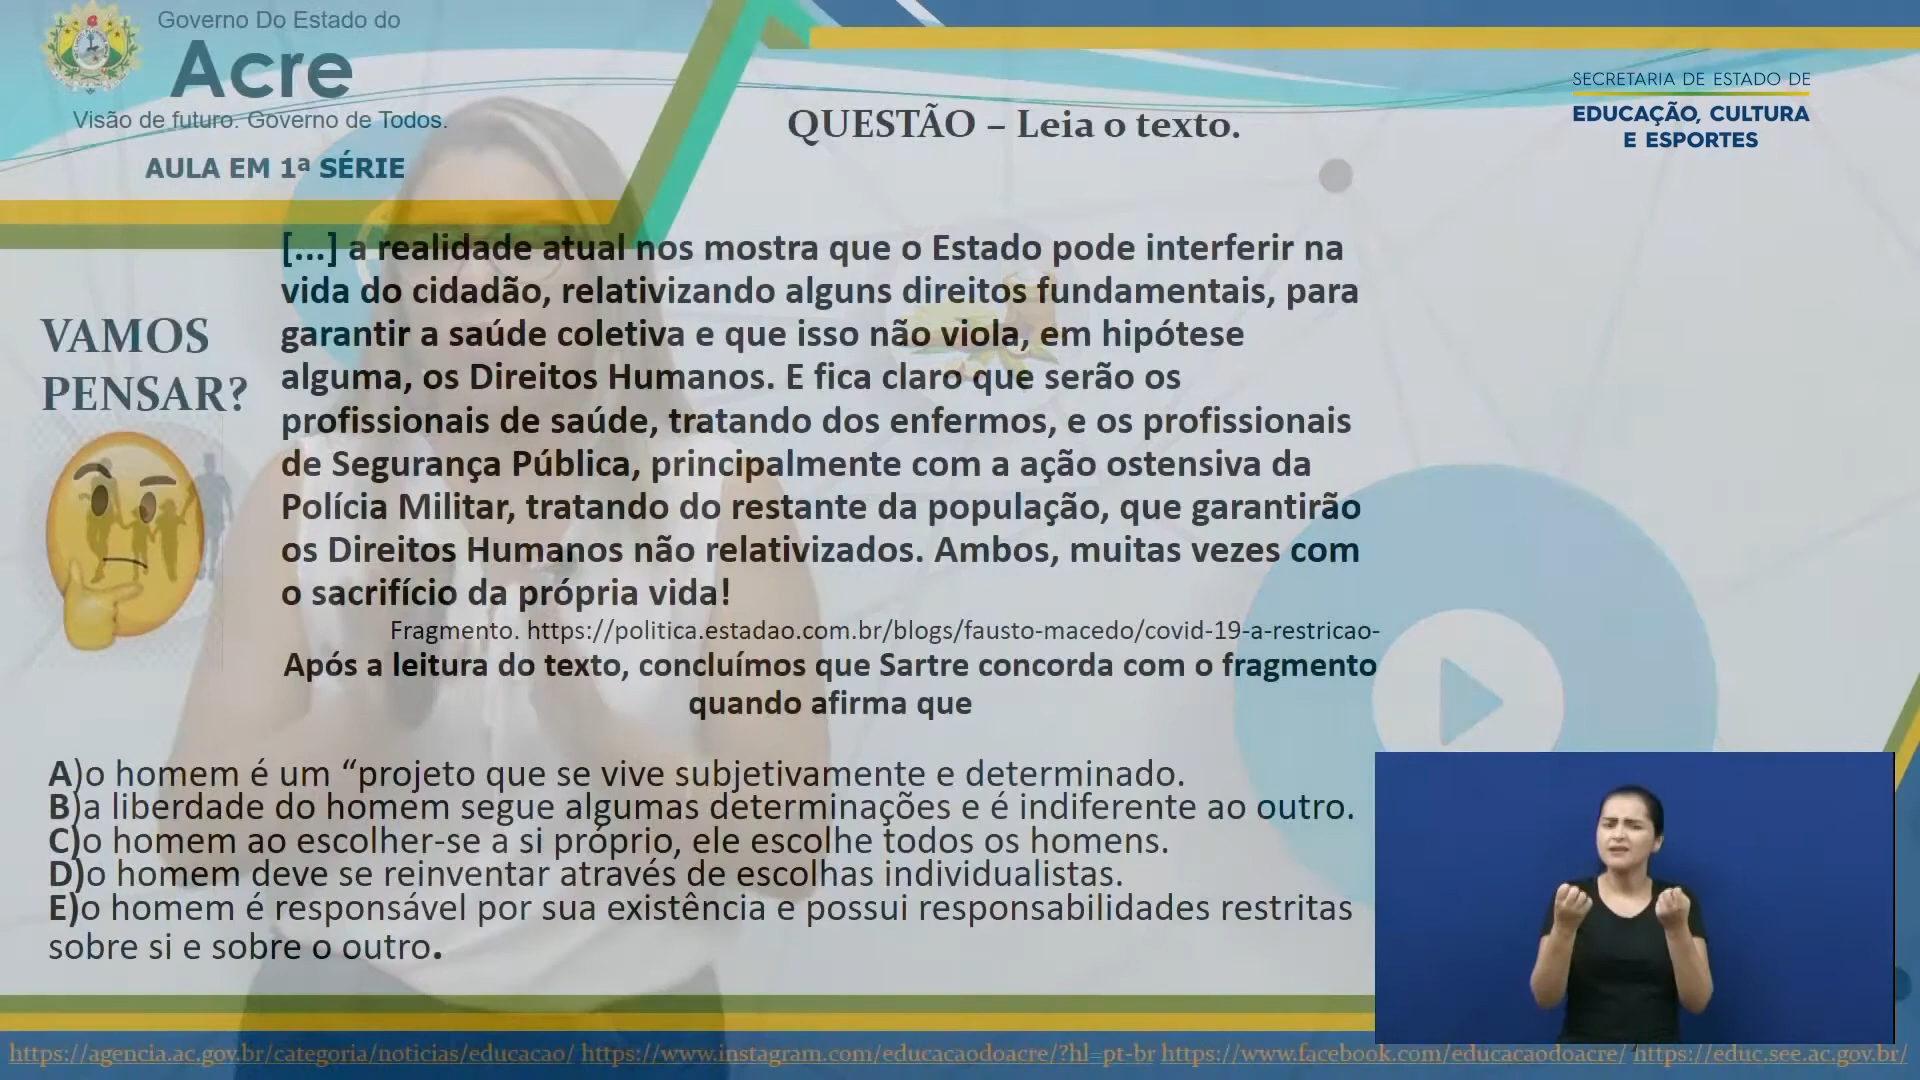 Governo Do Estado do
Acre
Visão de futuro. Governo de Todos.
AULA EM 1ª SÉRIE
SECRETARIA DE ESTADO DE
EDUCAÇÃO, CULTURA
E ESPORTES
QUESTÃO – Leia o texto.
VAMOS
PENSAR?
[...] a realidade atual nos mostra que o Estado pode interferir na
vida do cidadão, relativizando alguns direitos fundamentais, para
garantir a saúde coletiva e que isso não viola, em hipótese
alguma, os Direitos Humanos. E fica claro que serão os
profissionais de saúde, tratando dos enfermos, e os profissionais
de Segurança Pública, principalmente com a ação ostensiva da
Polícia Militar, tratando do restante da população, que garantirão
os Direitos Humanos não relativizados. Ambos, muitas vezes com
o sacrifício da própria vida!
Fragmento. https://politica.estadao.com.br/blogs/fausto-macedo/covid-19-a-restricao-
Após a leitura do texto, concluímos que Sartre concorda com o fragmento
quando afirma que
A)o homem é um “projeto que se vive subjetivamente e determinado.
B)a liberdade do homem segue algumas determinações e é indiferente ao outro.
C)o homem ao escolher-se a si próprio, ele escolhe todos os homens.
D)o homem deve se reinventar através de escolhas individualistas.
E)o homem é responsável por sua existência e possui responsabilidades restritas
sobre si e sobre o outro.
https://agencia.ac.gov.br/categoria/noticias/educacao/ https://www.instagram.com/educacaodoacre/?hl=pt-br https://www.facebook.com/educacaodoacre/ https://educ.see.ac.gov.br/